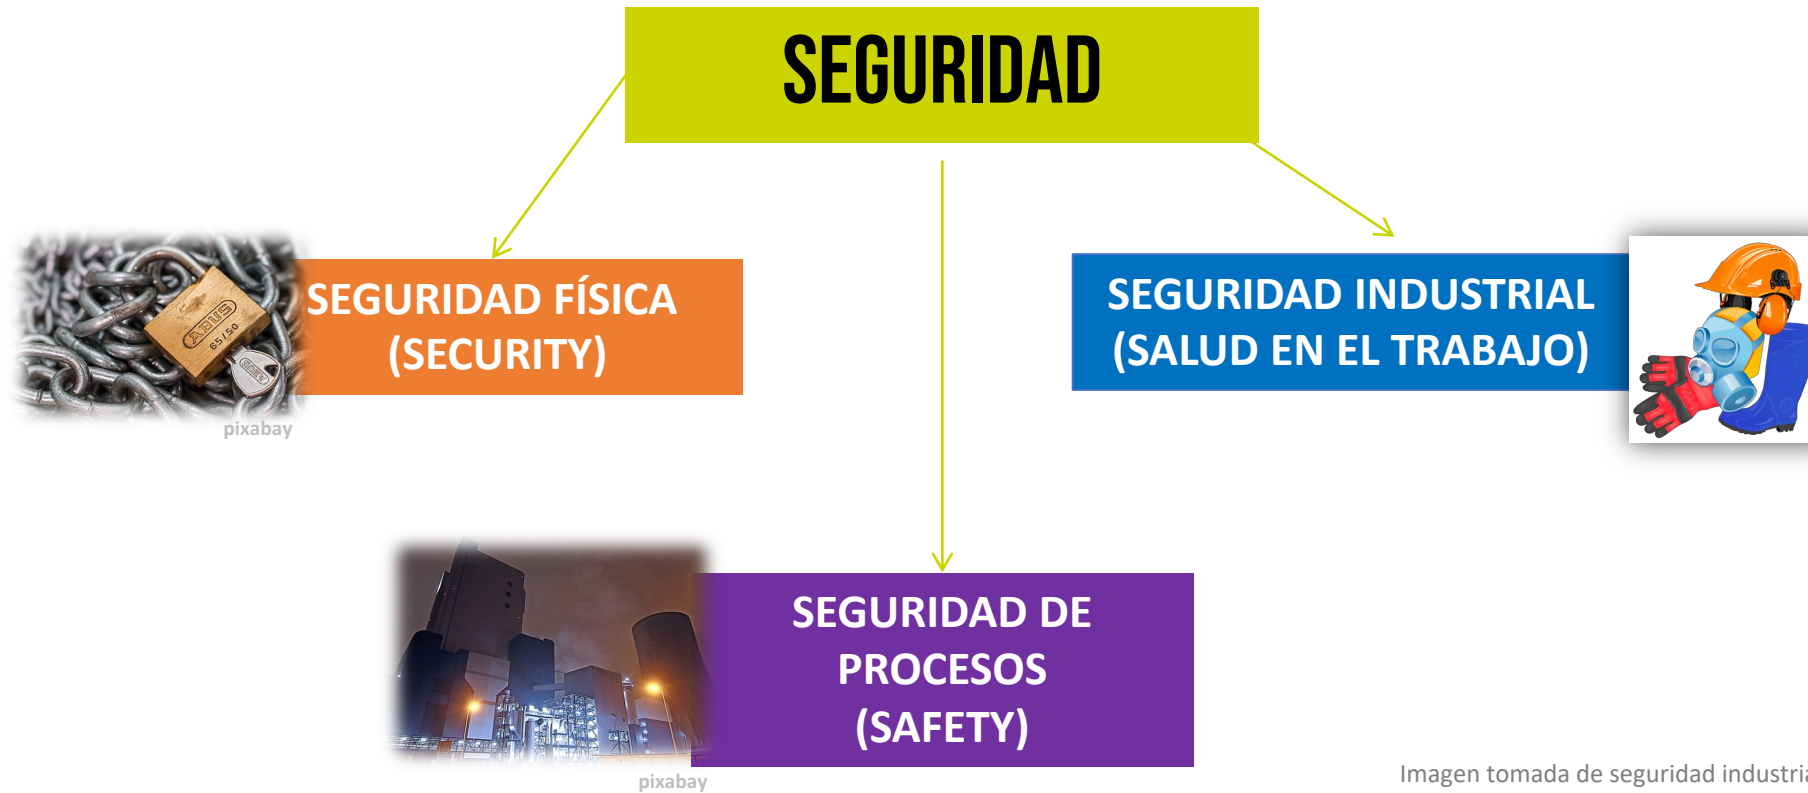 SEGURIDAD
SEGURIDAD FÍSICA
(SECURITY)
ABUS
65/50
pixabay
SEGURIDAD INDUSTRIAL
(SALUD EN EL TRABAJO)
SEGURIDAD DE
PROCESOS
(SAFETY)
pixabay
Imagen tomada de seguridad industria